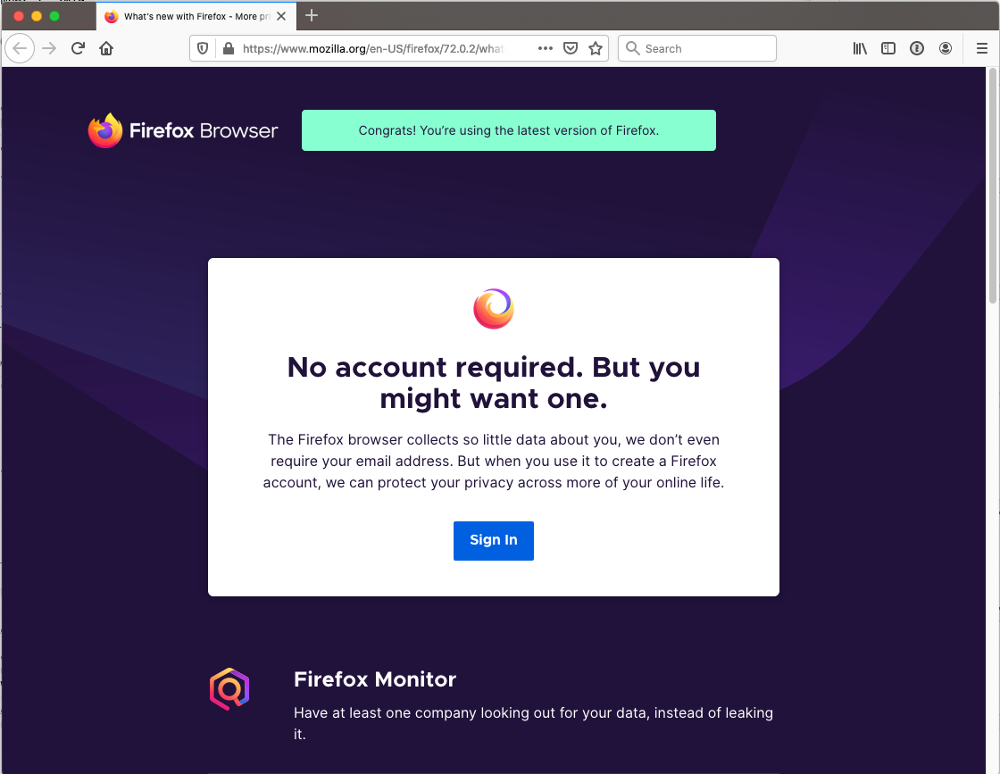 What's new with Firefox - More pri
https://www.mozilla.org/en-US/firefox/72.0.2/what
Search
Firefox Browser
Congrats! You’re using the latest version of Firefox.
No account required. But you
might want one.
The Firefox browser collects so little data about you, we don’t even
require your email address. But when you use it to create a Firefox
account, we can protect your privacy across more of your online life.
Sign In
Firefox Monitor
Have at least one company looking out for your data, instead of leaking
it.